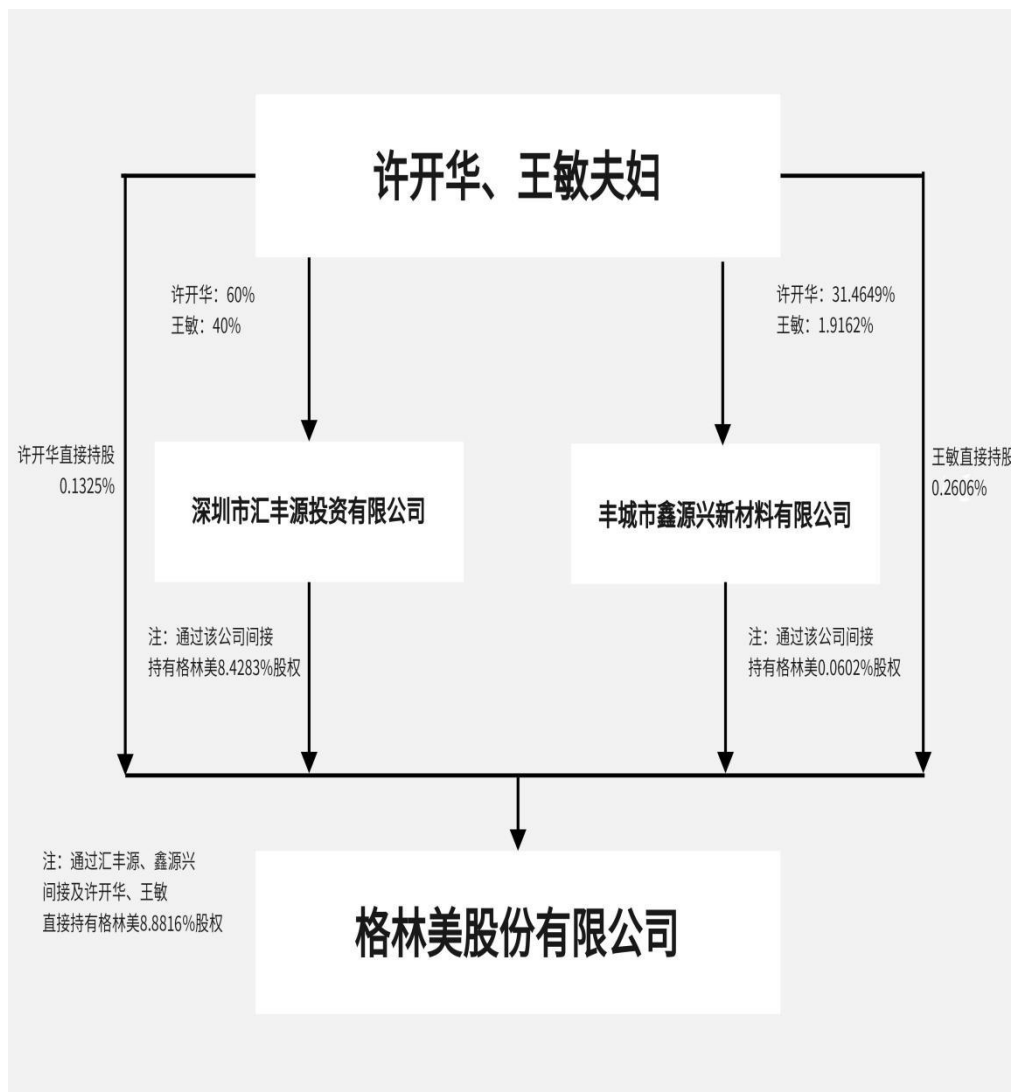 许开华、王敏夫妇
许开华：60%
王敏：40%
许开华：31.4649%
王敏：1.9162%
许开华直接持股
0.1325%
王敏直接持股
0.2606%
深圳市汇丰源投资有限公司
丰城市鑫源兴新材料有限公司
注：通过该公司间接
持有格林美8.4283%股权
注：通过该公司间接
持有格林美0.0602%股权
注：通过汇丰源、鑫源兴
间接及许开华、王敏
直接持有格林美8.8816%股权
格林美股份有限公司